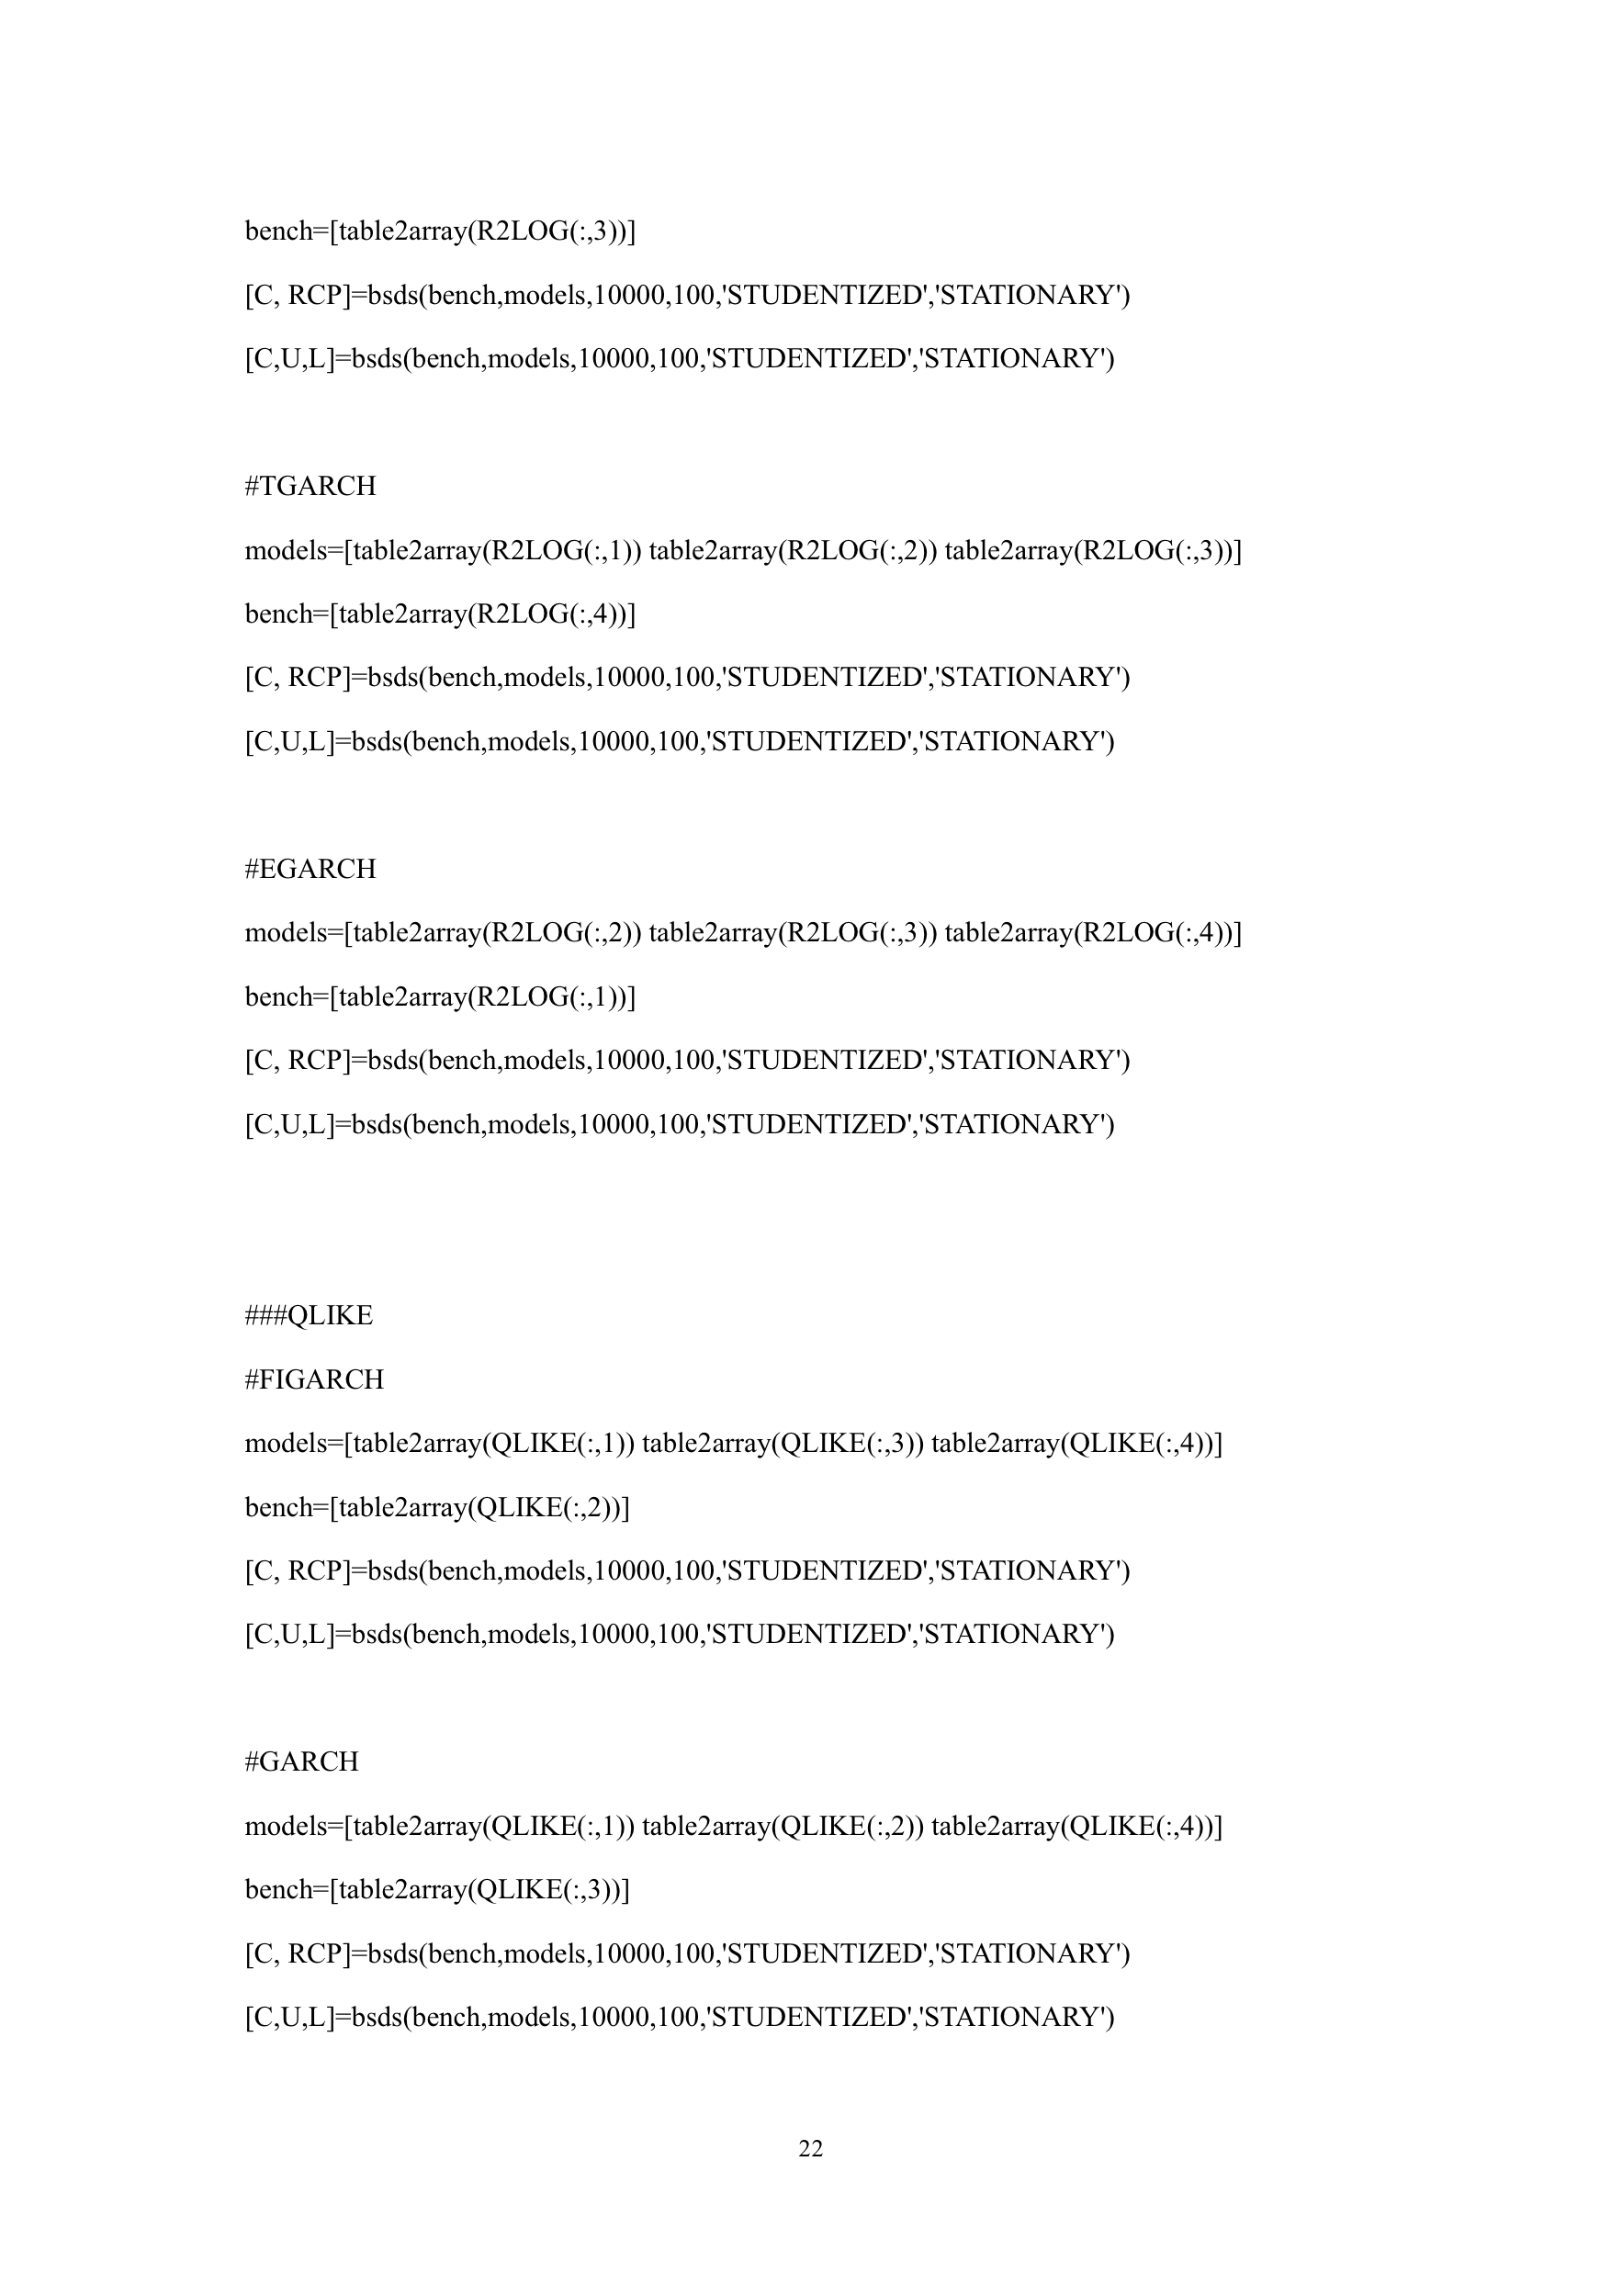 bench=[table2array(R2LOG(:,3))]
[C, RCP]=bsds(bench,models,10000,100,'STUDENTIZED','STATIONARY')
[C,U,L]=bsds(bench,models,10000,100,'STUDENTIZED','STATIONARY')
#TGARCH
models=[table2array(R2LOG(:,1)) table2array(R2LOG(:,2)) table2array(R2LOG(:,3))]
bench=[table2array(R2LOG(:,4))]
[C, RCP]=bsds(bench,models,10000,100,'STUDENTIZED','STATIONARY')
[C,U,L]=bsds(bench,models,10000,100,'STUDENTIZED','STATIONARY')
#EGARCH
models=[table2array(R2LOG(:,2)) table2array(R2LOG(:,3)) table2array(R2LOG(:,4))]
bench=[table2array(R2LOG(:,1))]
[C, RCP]=bsds(bench,models,10000,100,'STUDENTIZED','STATIONARY')
[C,U,L]=bsds(bench,models,10000,100,'STUDENTIZED','STATIONARY')
###QLIKE
#FIGARCH
models=[table2array(QLIKE(:,1)) table2array(QLIKE(:,3)) table2array(QLIKE(:,4))]
bench=[table2array(QLIKE(:,2))]
[C, RCP]=bsds(bench,models,10000,100,'STUDENTIZED','STATIONARY')
[C,U,L]=bsds(bench,models,10000,100,'STUDENTIZED','STATIONARY')
#GARCH
models=[table2array(QLIKE(:,1)) table2array(QLIKE(:,2)) table2array(QLIKE(:,4))]
bench=[table2array(QLIKE(:,3))]
[C, RCP]=bsds(bench,models,10000,100,'STUDENTIZED','STATIONARY')
[C,U,L]=bsds(bench,models,10000,100,'STUDENTIZED','STATIONARY')
22